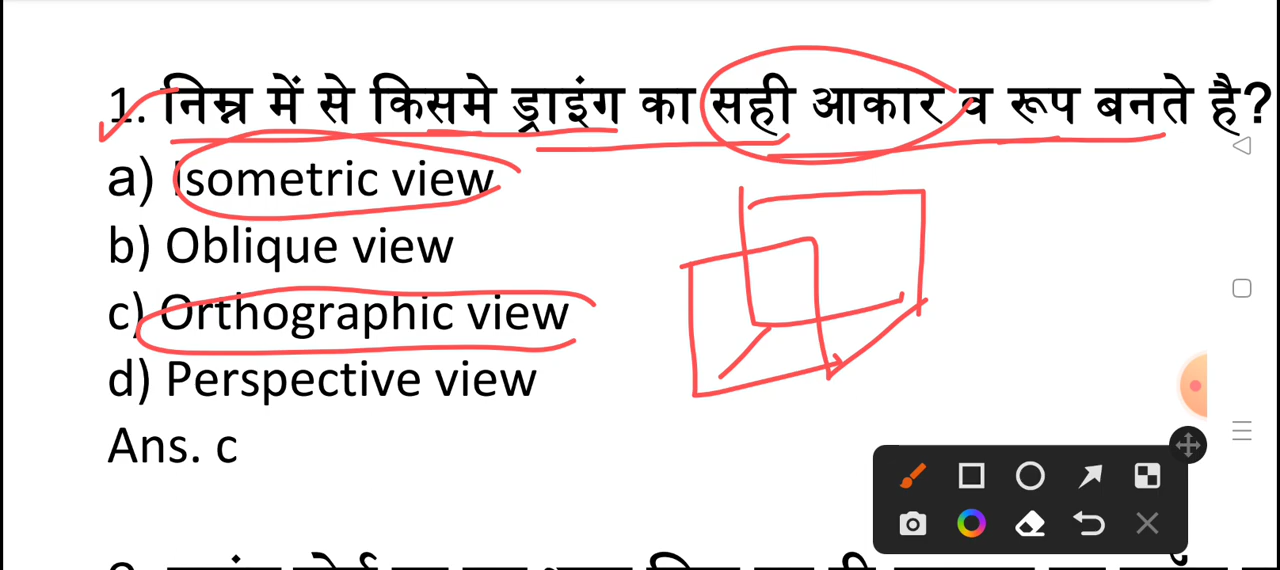 1. निम्न में से किसमे ड्राइंग का सही आकार व रूप बनते है?
a) Isometric view
b) Oblique view
c) Orthographic view
d) Perspective view
Ans. c